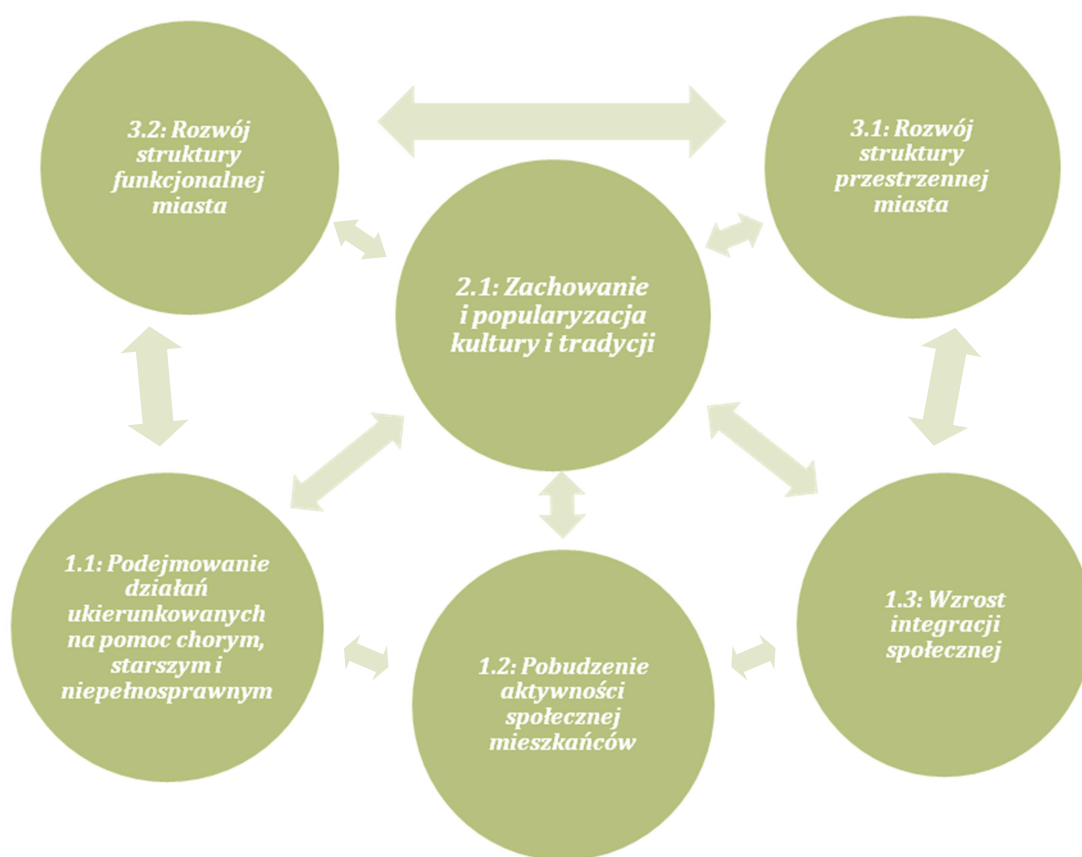 3.2: Rozwój
struktury
funkcjonalnej
miasta
3.1: Rozwój
struktury
przestrzennej
miasta
2.1: Zachowanie
i popularyzacja
kultury i tradycji
1.1: Podejmowanie
działań
ukierunkowanych
na pomoc chorym,
starszym i
niepełnosprawnym
1.2: Pobudzenie
aktywności
społecznej
mieszkańców
1.3: Wzrost
integracji
społecznej